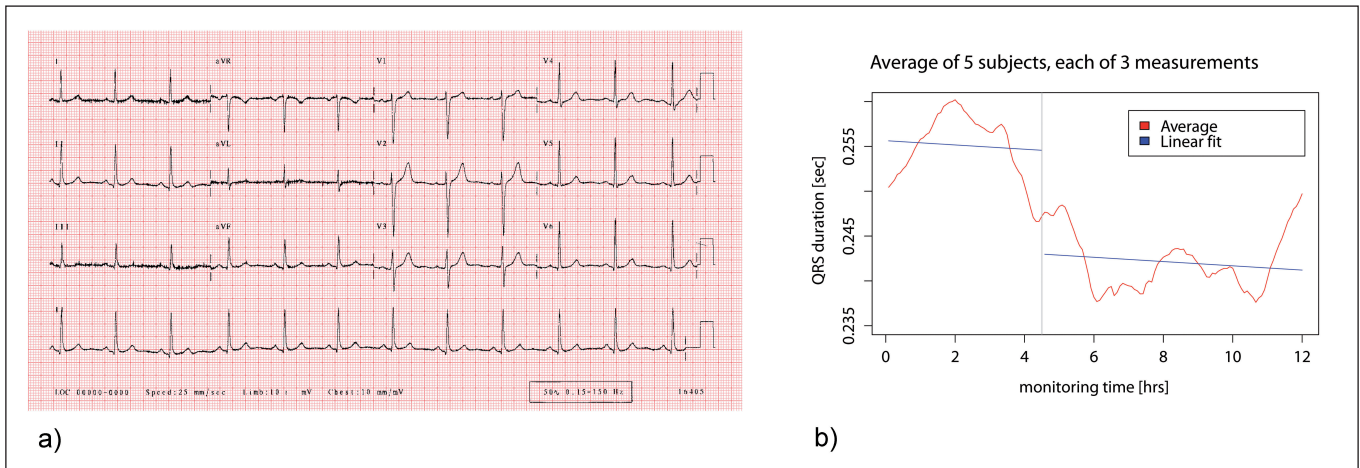 I aVR V1 V4
II aVL V2 V5
III aVF V3 V6
LOC 00000-0000 Speed:25 mm/sec Limb:10 mV Chest:10 mm/mV 50~ 0.15-150 Hz 16405
a)
Average of 5 subjects, each of 3 measurements
Average
Linear fit
0.255
0.245
0.235
QRS duration [sec]
0 2 4 6 8 10 12
monitoring time [hrs]
b)